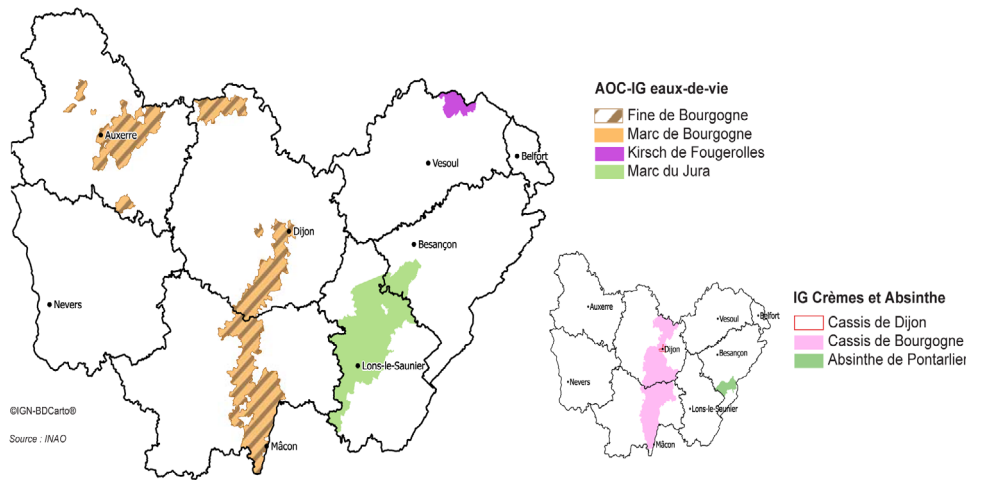 AOC-IG eaux-de-vie
Fine de Bourgogne
Marc de Bourgogne
Kirsch de Fougerolles
Marc du Jura
Auxerre
Vesoul
Belfort
Dijon
Besançon
Nevers
Lons-le-Saunier
Mâcon
©IGN-BDCarto®
Source : INAO
IG Crèmes et Absinthe
Cassis de Dijon
Cassis de Bourgogne
Absinthe de Pontarlier
Auxerre
Vesoul
Belfort
Dijon
Besançon
Nevers
Lons-le-Saunier
Mâcon